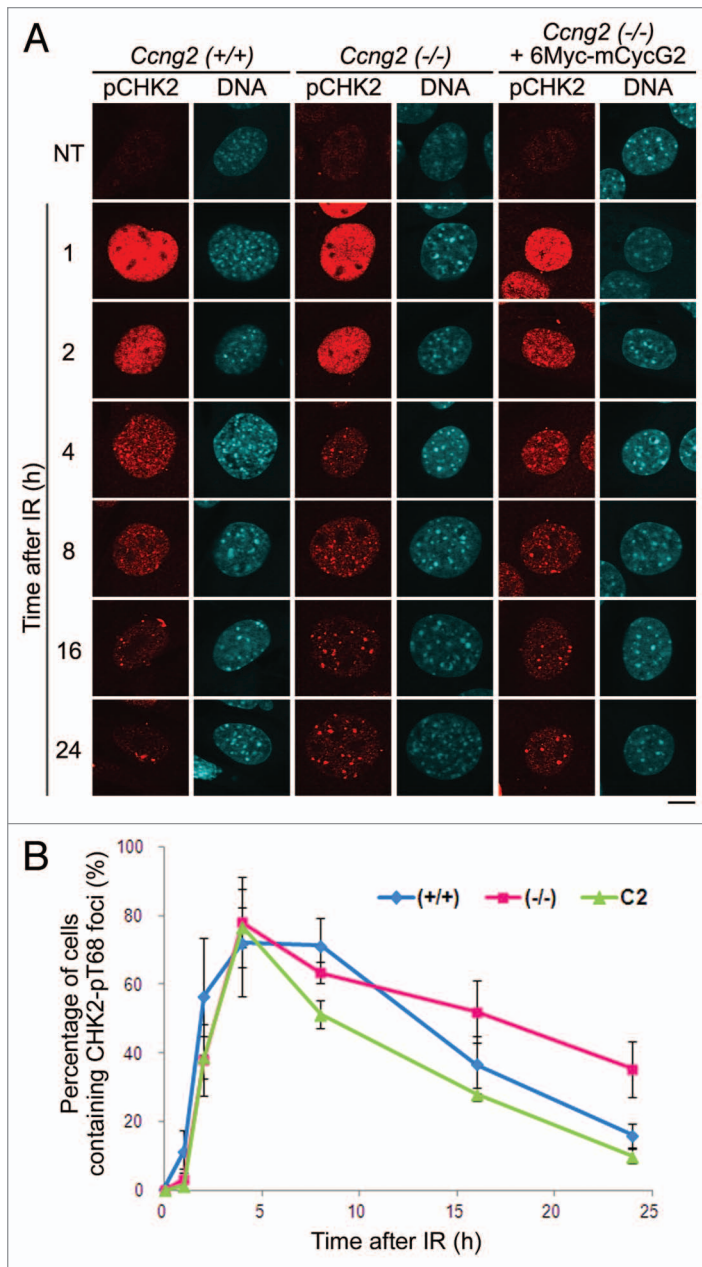 A
Ccng2 (+/+)
Ccng2 (-/-)
Ccng2 (-/-)
+ 6Myc-mCycG2
pCHK2 DNA pCHK2 DNA pCHK2 DNA
NT
Time after IR (h)
1
2
4
8
16
24
B
Percentage of cells
containing CHK2-pT68 foci (%)
100
80
60
40
20
0
(+/+) (-/-) C2
0 5 10 15 20 25
Time after IR (h)